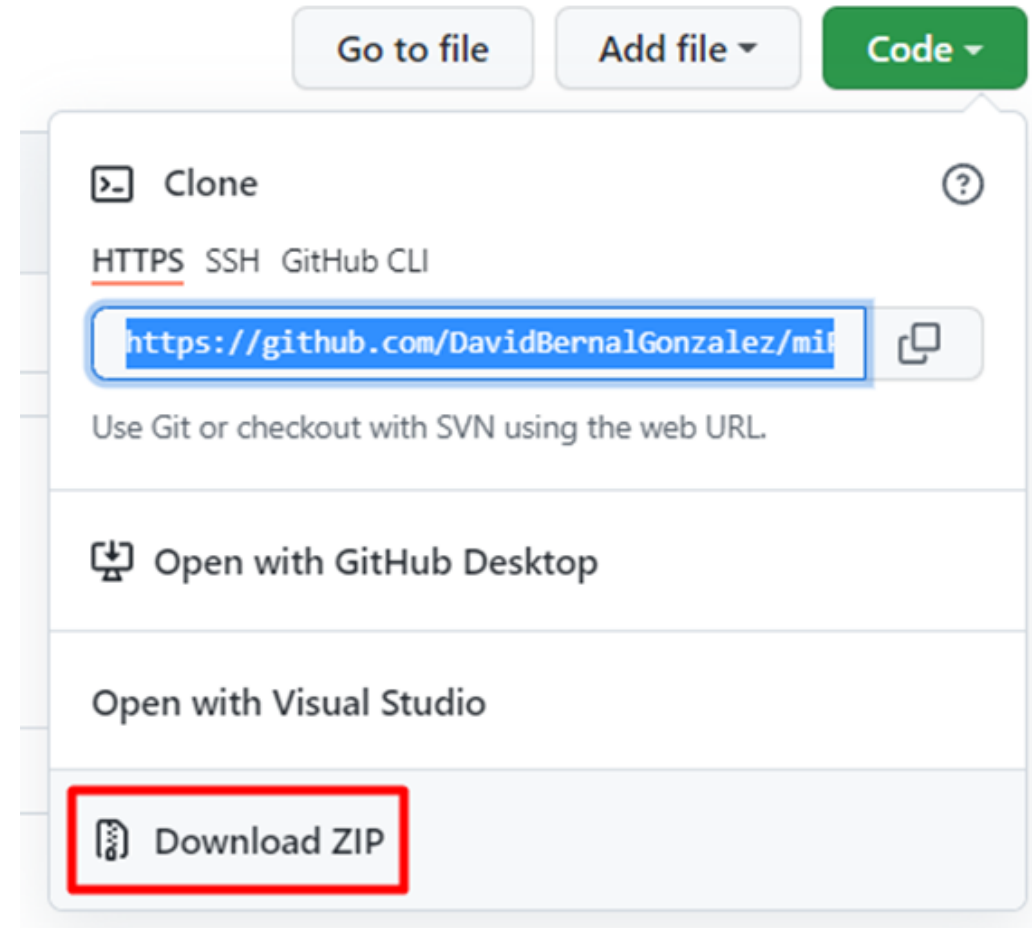 Go to file Add file Code
Clone
HTTPS SSH GitHub CLI
https://github.com/DavidBernalGonzalez/mi
Use Git or checkout with SVN using the web URL.
Open with GitHub Desktop
Open with Visual Studio
Download ZIP